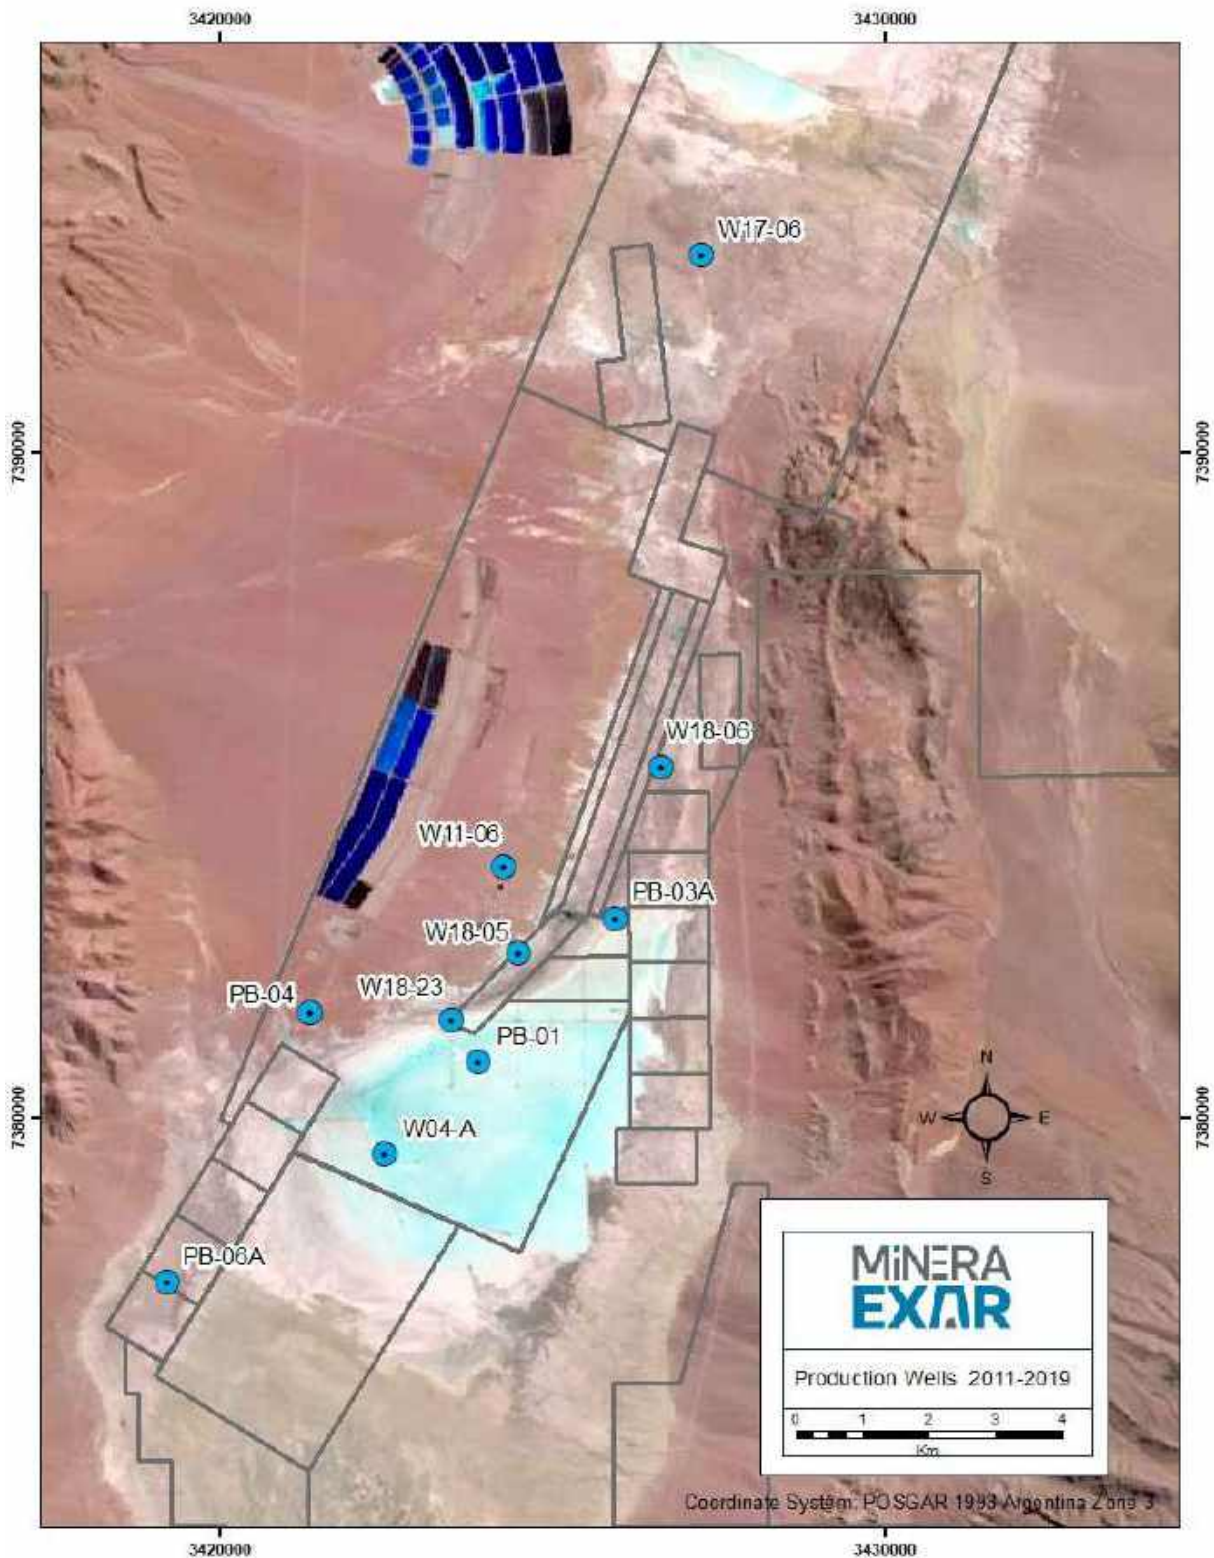 3420000
3430000
W17-06
7390000
7390000
W18-06
W11-06
PB-03A
W18-05
W18-23
PB-04
PB-01
N
W
E
S
7380000
7380000
W04-A
PB-06A
MiNERA
EXAR
Production Wells 2011-2019
0 1 2 3 4
Km
Coordinate System: POSGAR 1993 Argentina Zone 3
3420000
3430000